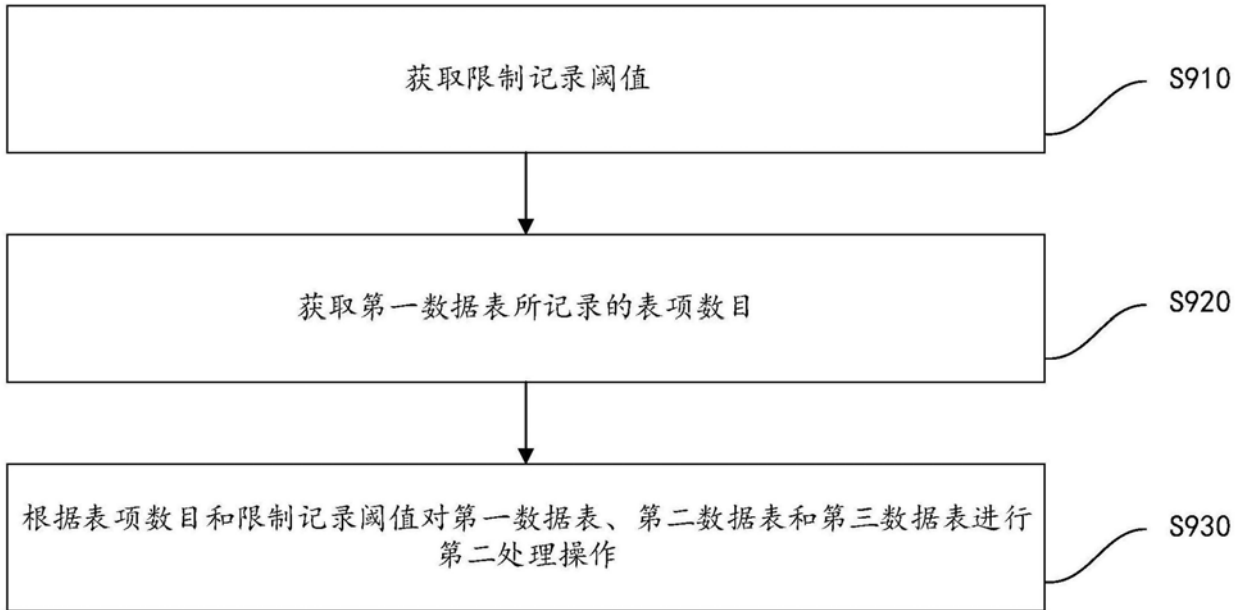 获取限制记录阈值
S910
获取第一数据表所记录的表项数目
S920
根据表项数目和限制记录阈值对第一数据表、第二数据表和第三数据表进行
第二处理操作
S930